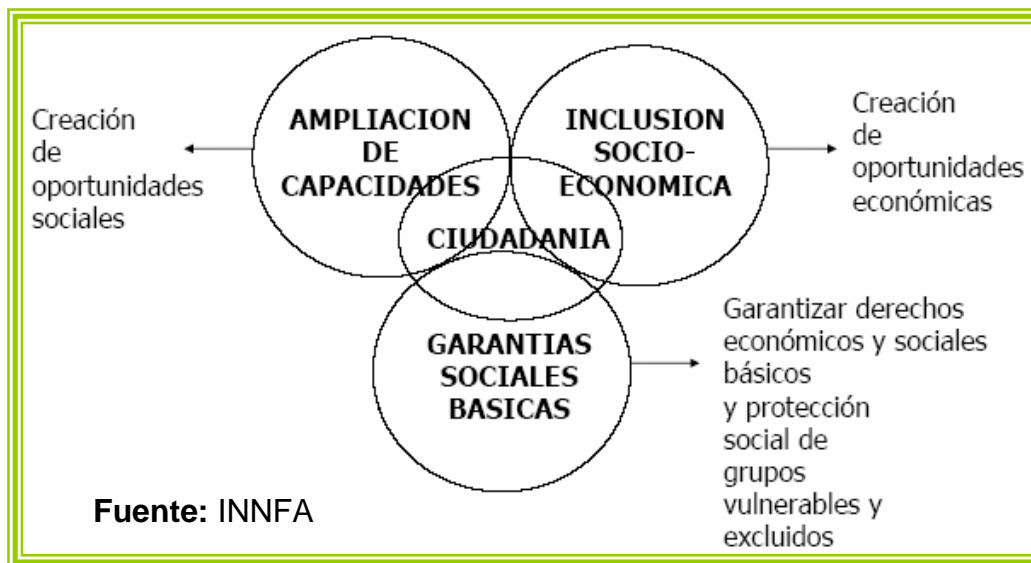 Creación
de
oportunidades
sociales
AMPLIACION
DE
CAPACIDADES
INCLUSION
SOCIO-
ECONOMICA
Creación
de
oportunidades
económicas
CIUDADANIA
GARANTIAS
SOCIALES
BASICAS
Garantizar derechos
económicos y sociales
básicos
y protección
social de
grupos
vulnerables y
excluidos
Fuente: INNFA